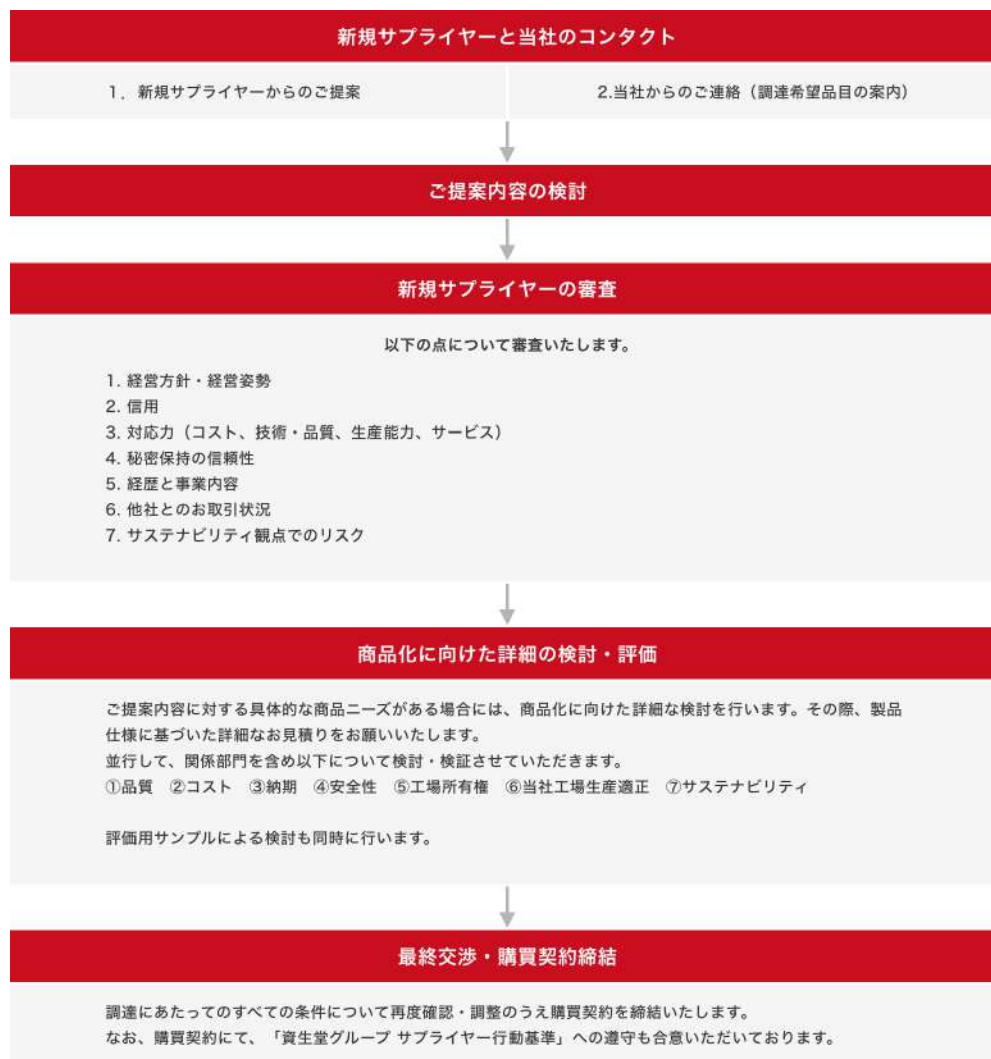 新規サプライヤーと当社のコンタクト
1．新規サプライヤーからのご提案
2.当社からのご連絡（調達希望品目の案内）
ご提案内容の検討
新規サプライヤーの審査
以下の点について審査いたします。
1. 経営方針・経営姿勢
2. 信用
3. 対応力（コスト、技術・品質、生産能力、サービス）
4. 秘密保持の信頼性
5. 経歴と事業内容
6. 他社とのお取引状況
7. サステナビリティ観点でのリスク
商品化に向けた詳細の検討・評価
ご提案内容に対する具体的な商品ニーズがある場合には、商品化に向けた詳細な検討を行います。その際、製品
仕様に基づいた詳細なお見積りをお願いいたします。
並行して、関係部門を含め以下について検討・検証させていただきます。
①品質　②コスト　③納期　④安全性　⑤工場所有権　⑥当社工場生産適正　⑦サステナビリティ
評価用サンプルによる検討も同時に行います。
最終交渉・購買契約締結
調達にあたってのすべての条件について再度確認・調整のうえ購買契約を締結いたします。
なお、購買契約にて、「資生堂グループ サプライヤー行動基準」への遵守も合意いただいております。